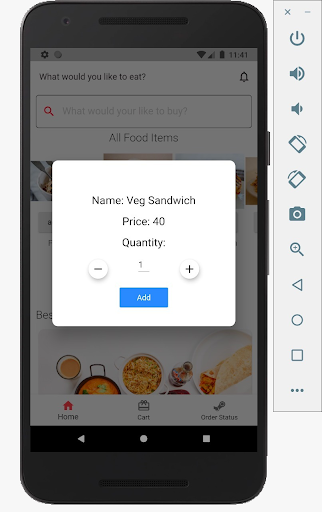 11:41
What would you like to eat?
What would your like to buy?
All Food Items
Name: Veg Sandwich
Price: 40
Quantity:
1
Add
Bes
Home
Cart
Order Status